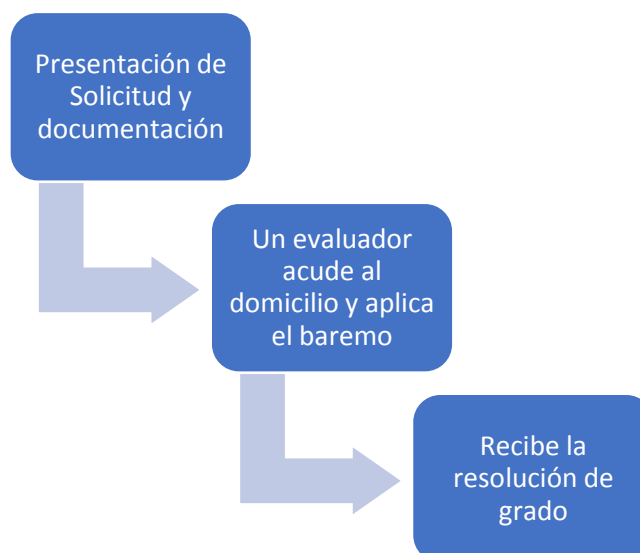 Presentación de
Solicitud y
documentación
Un evaluador
acude al
domicilio y aplica
el baremo
Recibe la
resolución de
grado